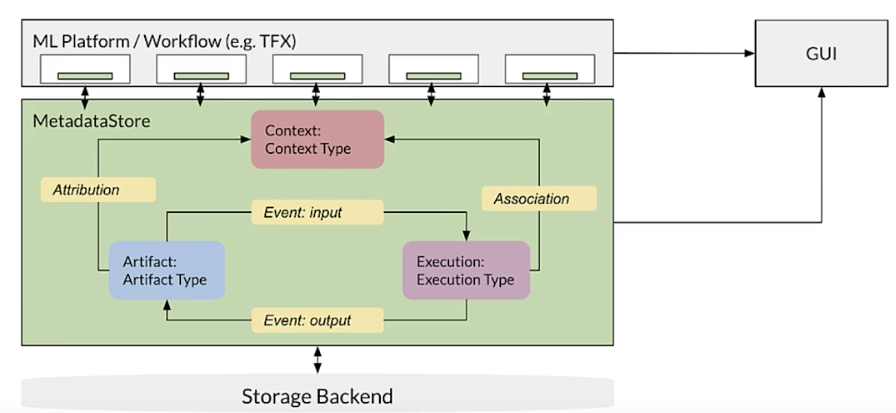 ML Platform / Workflow (e.g. TFX)
GUI
MetadataStore
Context:
Context Type
Attribution
Association
Event: input
Artifact:
Artifact Type
Execution:
Execution Type
Event: output
Storage Backend